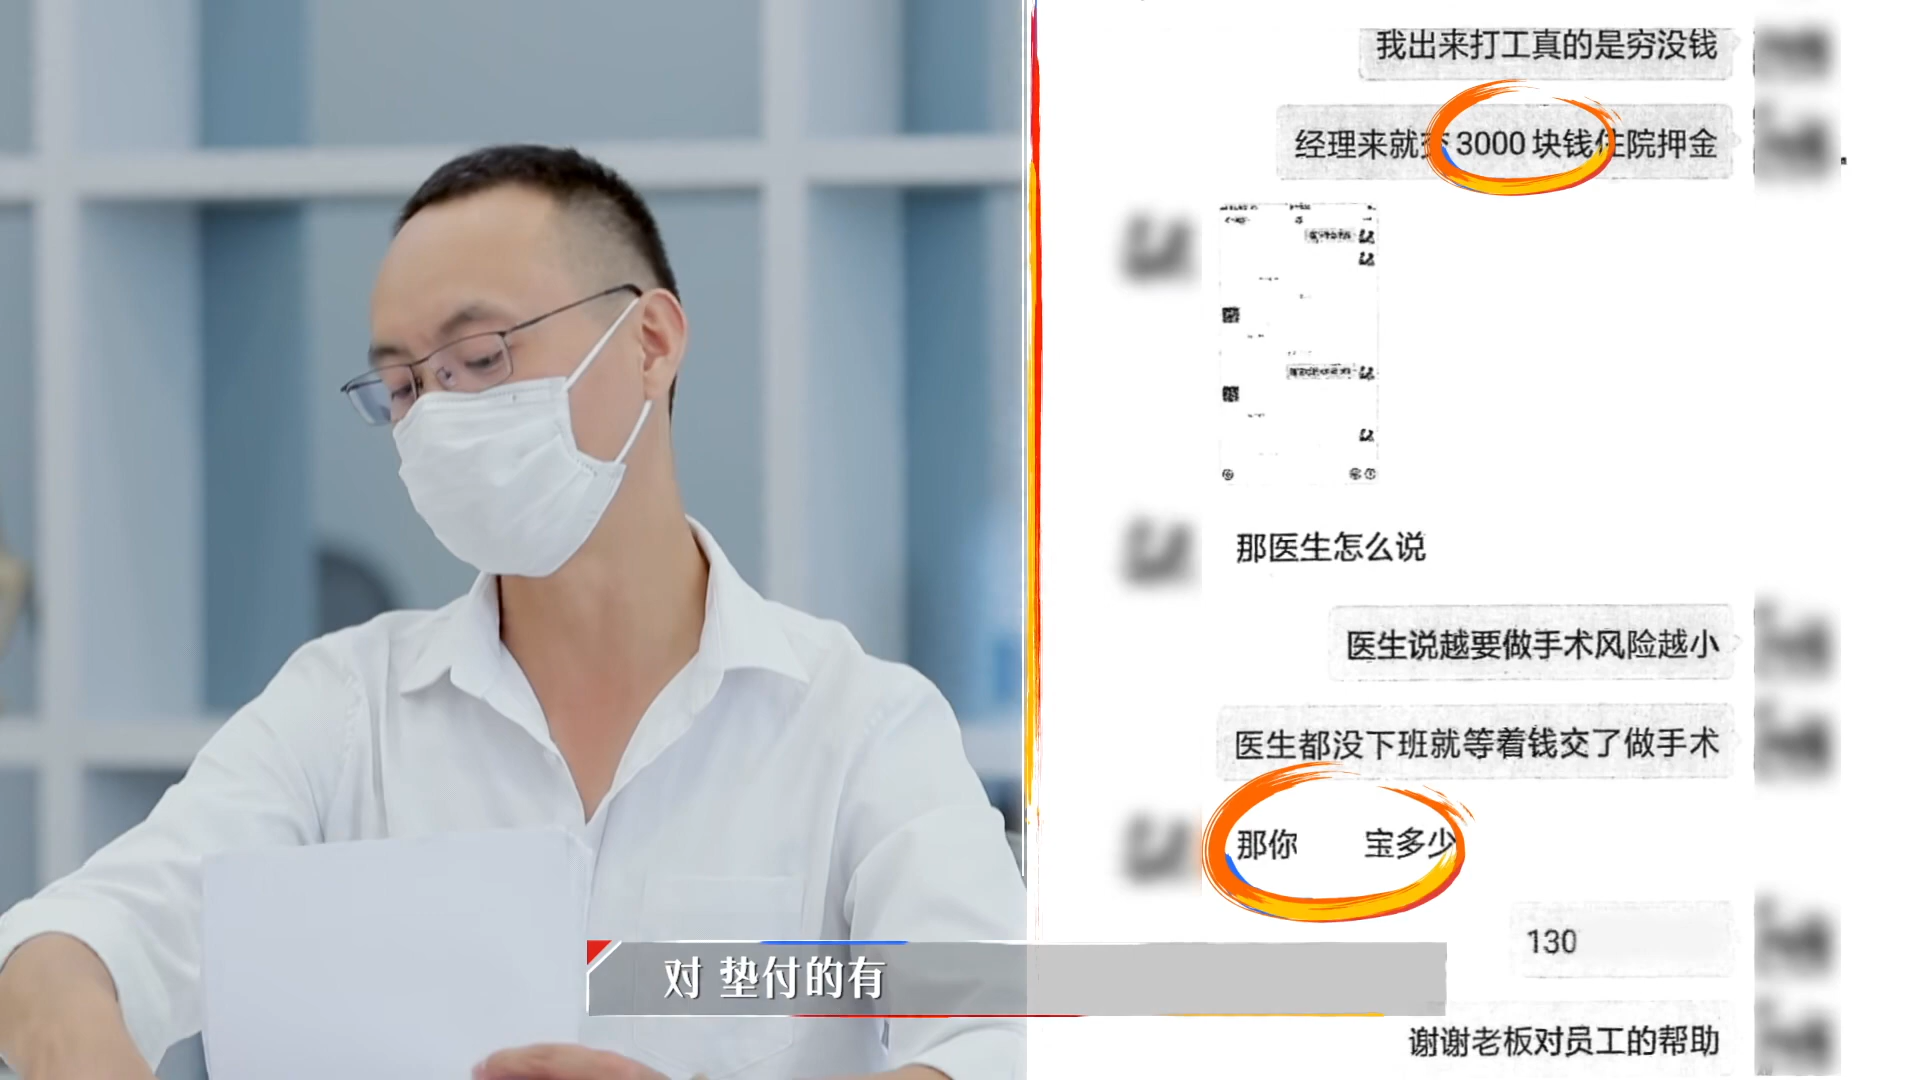 我出来打工真的是穷没钱
经理来就交3000块钱住院押金
那医生怎么说
医生说越要做手术风险越小
医生都没下班就等着钱交了做手术
那你 宝多少
130
对 垫付的有
谢谢老板对员工的帮助